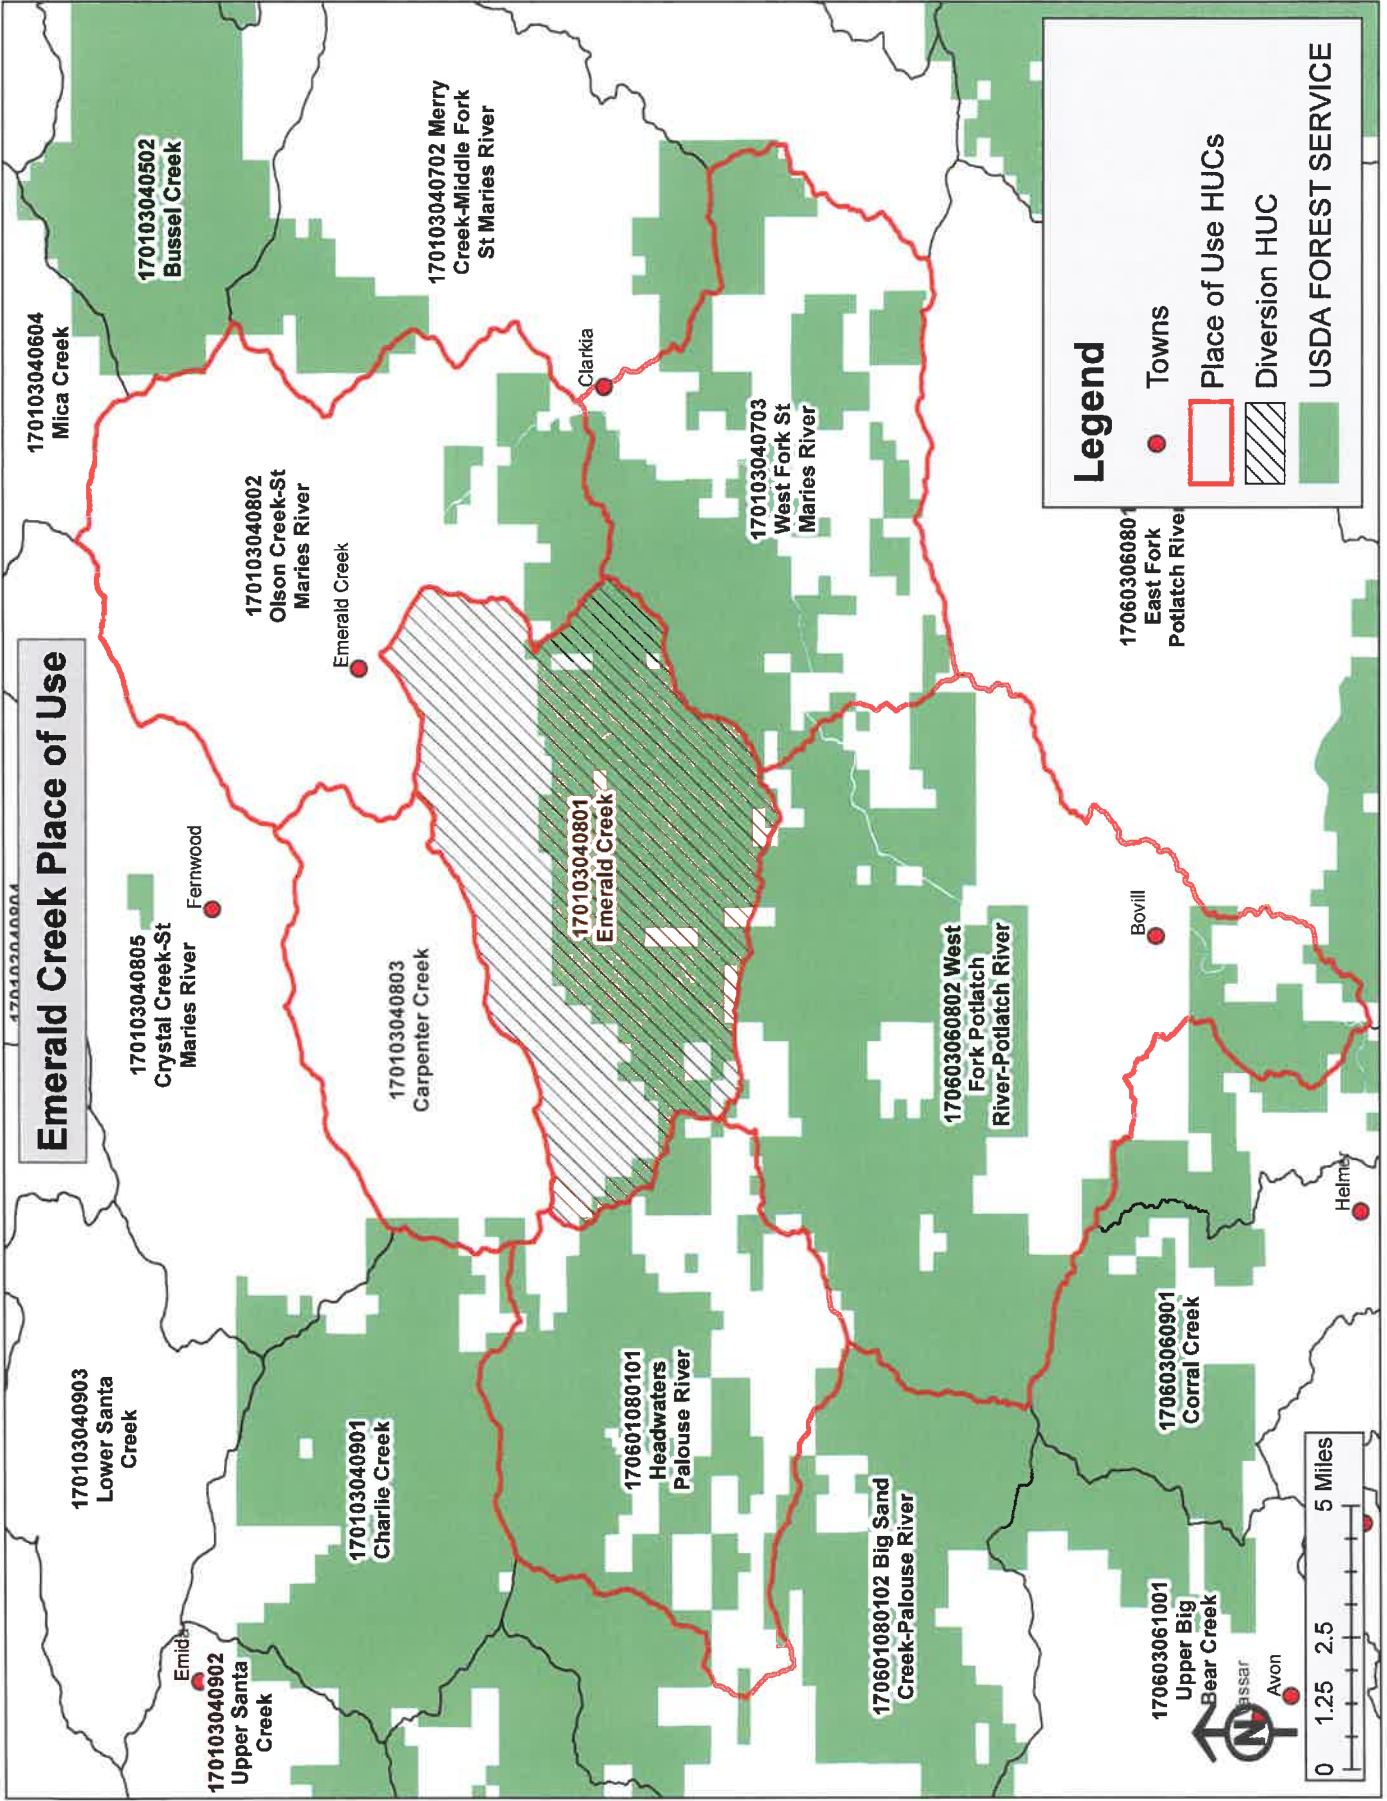 Emerald Creek Place of Use
170103040903
Lower Santa
Creek
170103040805
Crystal Creek-St
Maries River
Fernwood
170103040604
Mica Creek
170103040502
Bussel Creek
Emida
170103040902
Upper Santa
Creek
170103040901
Charlie Creek
170103040803
Carpenter Creek
170103040802
Olson Creek-St
Maries River
Emerald Creek
170103040702 Merry
Creek-Middle Fork
St Maries River
Clarkia
170103040801
Emerald Creek
170103040703
West Fork St
Maries River
170601080101
Headwaters
Palouse River
170601080102 Big Sand
Creek-Palouse River
170603060802 West
Fork Potlatch
River-Potlatch River
Bovill
170603060801
East Fork
Potlatch River
170603060901
Corral Creek
Helmer
170603061001
Upper Big
Bear Creek
assar
Avon
N
0 1.25 2.5 5 Miles
Legend
Towns
Place of Use HUCs
Diversion HUC
USDA FOREST SERVICE